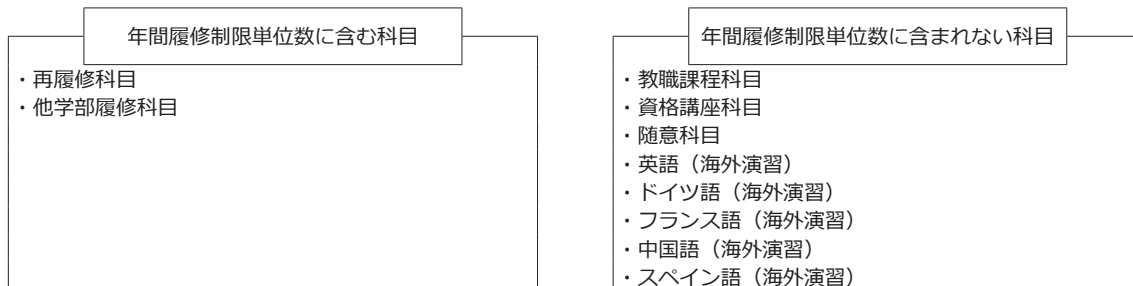 年間履修制限単位数に含む科目
・再履修科目
・他学部履修科目
年間履修制限単位数に含まれない科目
・教職課程科目
・資格講座科目
・随意科目
・英語（海外演習）
・ドイツ語（海外演習）
・フランス語（海外演習）
・中国語（海外演習）
・スペイン語（海外演習）